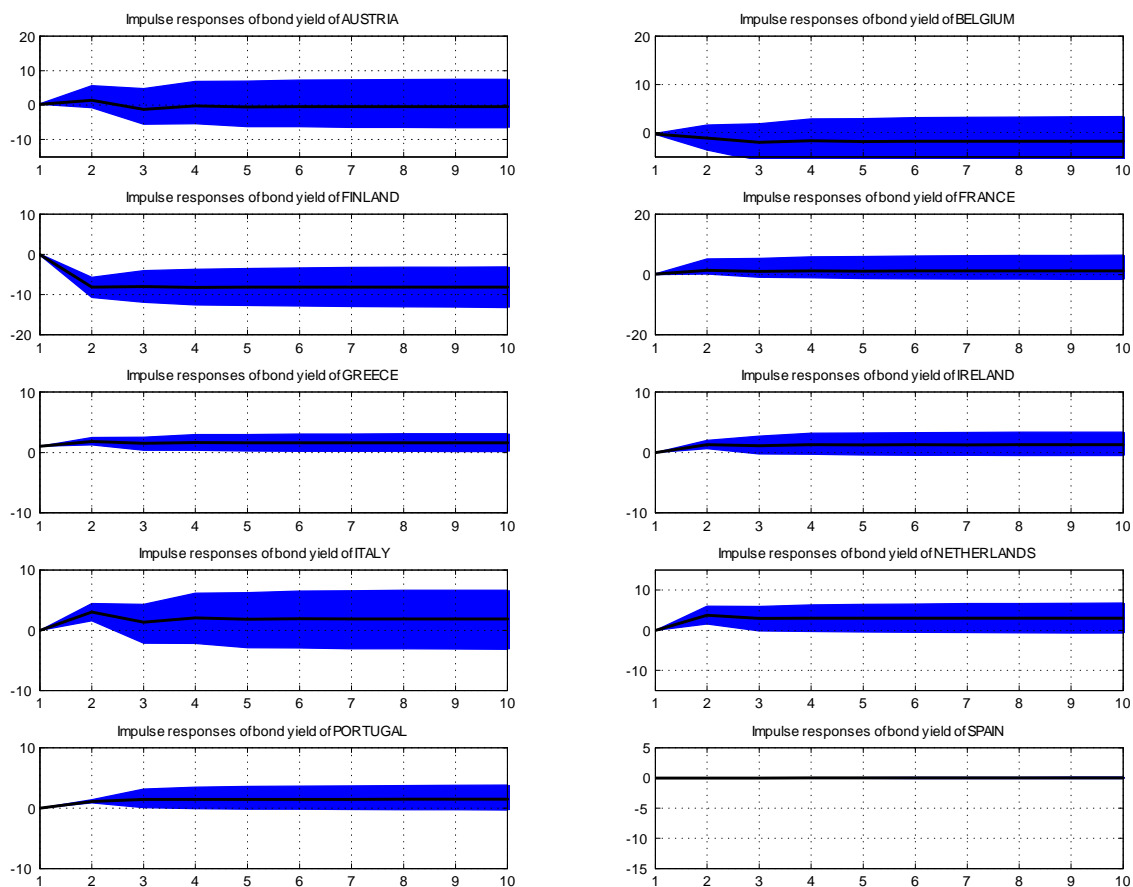 Impulse responses of bond yield of AUSTRIA
20
10
0
-10
1 2 3 4 5 6 7 8 9 10
Impulse responses of bond yield of BELGIUM
20
10
0
1 2 3 4 5 6 7 8 9 10
Impulse responses of bond yield of FINLAND
10
0
-10
-20
1 2 3 4 5 6 7 8 9 10
Impulse responses of bond yield of FRANCE
20
0
-20
1 2 3 4 5 6 7 8 9 10
Impulse responses of bond yield of GREECE
10
0
-10
1 2 3 4 5 6 7 8 9 10
Impulse responses of bond yield of IRELAND
10
0
-10
1 2 3 4 5 6 7 8 9 10
Impulse responses of bond yield of ITALY
10
0
-10
1 2 3 4 5 6 7 8 9 10
Impulse responses of bond yield of NETHERLANDS
10
0
-10
1 2 3 4 5 6 7 8 9 10
Impulse responses of bond yield of PORTUGAL
10
0
-10
1 2 3 4 5 6 7 8 9 10
Impulse responses of bond yield of SPAIN
5
0
-5
-10
-15
1 2 3 4 5 6 7 8 9 10